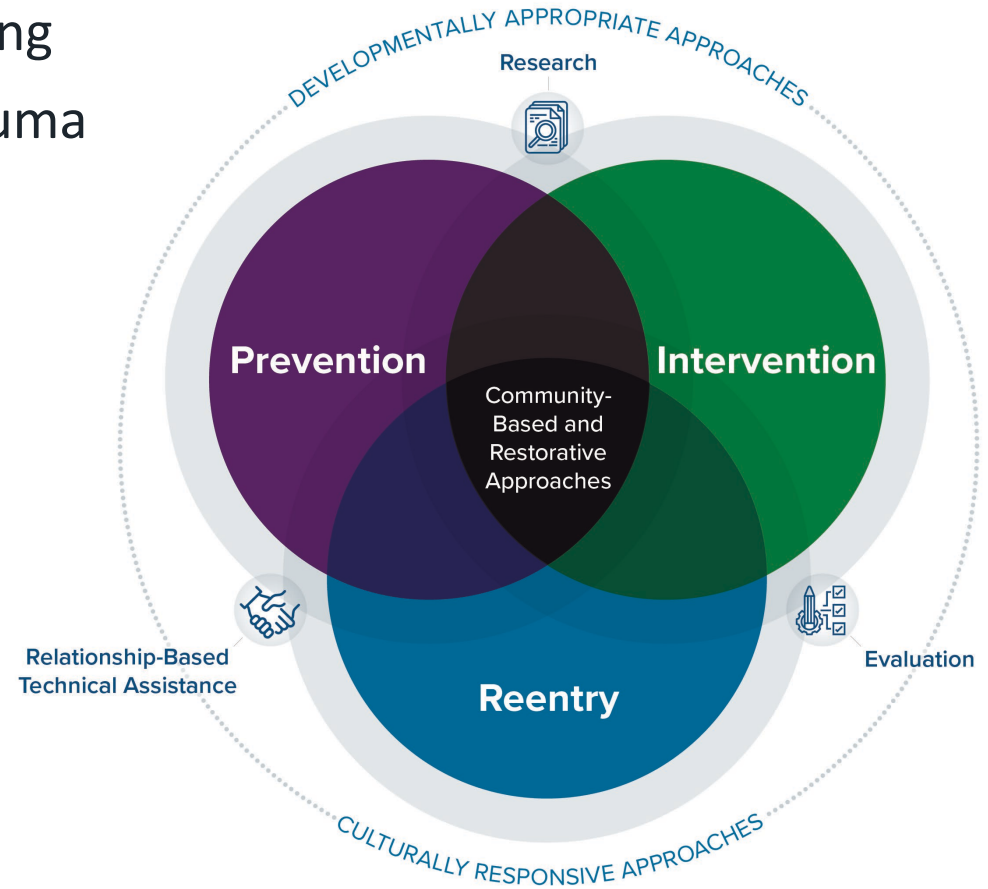 ng
uma
DEVELOPMENTALLY APPROPRIATE APPROACHES
Research
Prevention
Intervention
Community-
Based and
Restorative
Approaches
Relationship-Based
Technical Assistance
Evaluation
Reentry
CULTURALLY RESPONSIVE APPROACHES